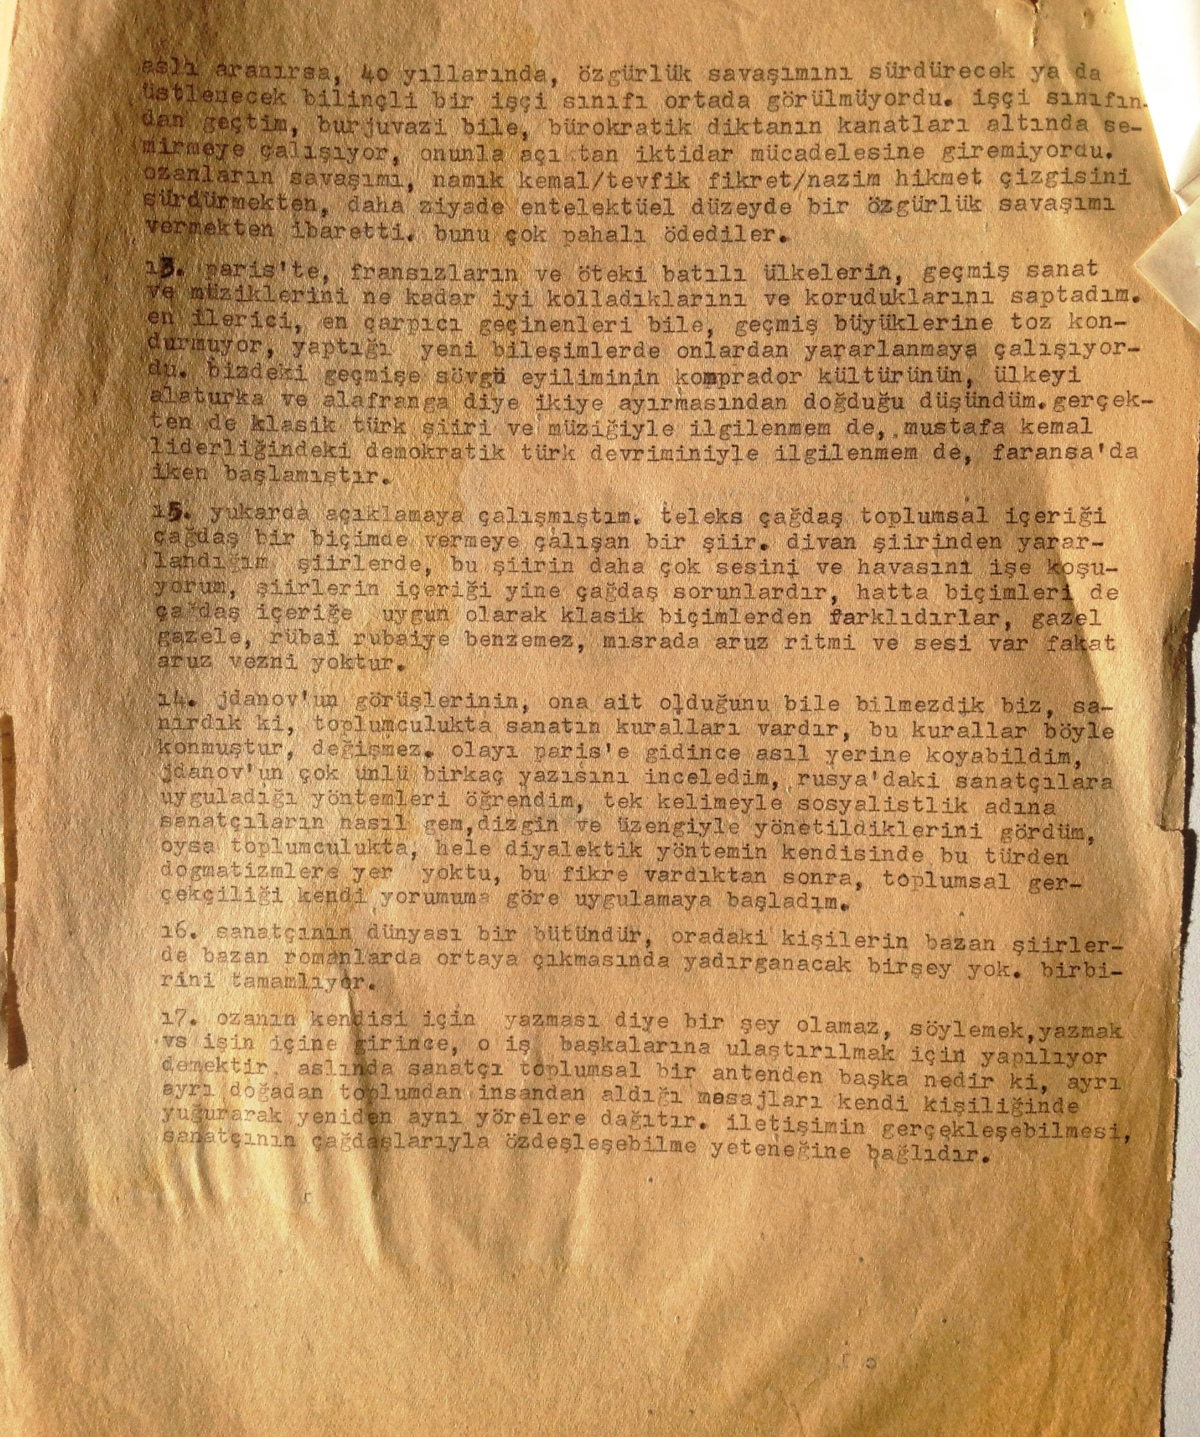 aslı aranırsa, 40 yıllarında, özgürlük savaşımını sürdürecek ya da
üstlenecek bilinçli bir işçi sınıfı ortada görülmüyordu. işçi sınıfın-
dan geçtim, burjuvazi bile, bürokratik diktanın kanatları altında se-
mirmeye çalışıyor, onunla açıktan iktidar mücadelesine giremiyordu.
ozanların savaşımı, namık kemal/tevfik fikret/nazim hikmet çizgisini
sürdürmekten, daha ziyade entelektüel düzeyde bir özgürlük savaşımı
vermekten ibaretti. bunu çok pahalı ödediler.
13. paris'te, fransızların ve öteki batılı ülkelerin, geçmiş sanat
ve müziklerini ne kadar iyi kolladıklarını ve koruduklarını saptadım.
en ilerici, en çarpıcı geçinenleri bile, geçmiş büyüklerine toz kon-
durmuyor, yaptığı yeni bileşimlerde onlardan yararlanmaya çalışıyor-
du. bizdeki geçmişe sövgü eyiliminin komprador kültürünün, ülkeyi
alaturka ve alafranga diye ikiye ayırmasından doğduğu düşündüm.gerçek-
ten de klasik türk şiiri ve müziğiyle ilgilenmem de, mustafa kemal
liderliğindeki demokratik türk devriminiyle ilgilenmem de, faransa'da
iken başlamıştır.
15. yukarda açıklamaya çalışmıştım. teleks çağdaş toplumsal içeriği
çağdaş bir biçimde vermeye çalışan bir şiir. divan şiirinden yarar-
landığım şiirlerde, bu şiirin daha çok sesini ve havasını işe koşu-
yorum, şiirlerin içeriği yine çağdaş sorunlardır, hatta biçimleri de
çağdaş içeriğe uygun olarak klasik biçimlerden farklıdırlar, gazel
gazele, rübai rubaiye benzemez, mısrada aruz ritmi ve sesi var fakat
aruz vezni yoktur.
14. jdanov'un görüşlerinin, ona ait olduğunu bile bilmezdik biz, sa-
nırdık ki, toplumculukta sanatın kuralları vardır, bu kurallar böyle
konmuştur, değişmez. olayı paris'e gidince asıl yerine koyabildim,
jdanov'un çok ünlü birkaç yazısını inceledim, rusya'daki sanatçılara
uyguladığı yöntemleri öğrendim, tek kelimeyle sosyalistlik adına
sanatçıların nasıl gem,dizgin ve üzengiyle yönetildiklerini gördüm,
oysa toplumculukta, hele diyalektik yöntemin kendisinde bu türden
dogmatizmlere yer yoktu, bu fikre vardıktan sonra, toplumsal ger-
çekçiliği kendi yorumuma göre uygulamaya başladım.
16. sanatçının dünyası bir bütündür, oradaki kişilerin bazan şiirler-
de bazan romanlarda ortaya çıkmasında yadırganacak birşey yok. birbi-
rini tamamlıyor.
17. ozanın kendisi için yazması diye bir şey olamaz, söylemek,yazmak
vs işin içine girince, o iş başkalarına ulaştırılmak için yapılıyor
demektir. aslında sanatçı toplumsal bir antenden başka nedir ki, ayrı
ayrı doğadan toplumdan insandan aldığı mesajları kendi kişiliğinde
yuğurarak yeniden aynı yörelere dağıtır. iletişimin gerçekleşebilmesi,
sanatçının çağdaşlarıyla özdeşleşebilme yeteneğine bağlıdır.